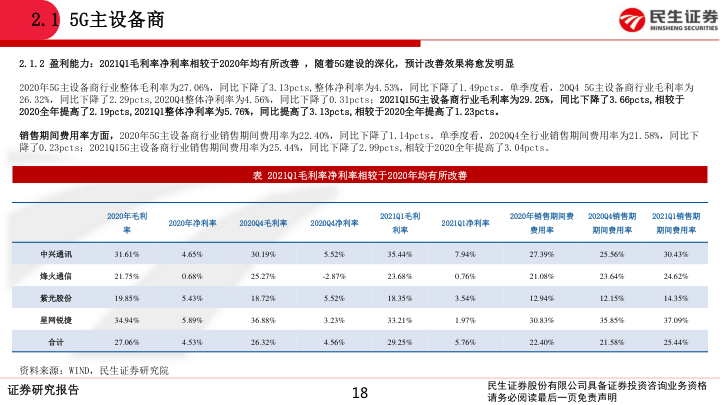 2.1 5G主设备商
民生证券
MINSHENG SECURITIES
2.1.2 盈利能力：2021Q1毛利率净利率相较于2020年均有所改善 ，随着5G建设的深化，预计改善效果将愈发明显
2020年5G主设备商行业整体毛利率为27.06%，同比下降了3.13pcts,整体净利率为4.53%，同比下降了1.49pcts。单季度看，20Q4 5G主设备商行业毛利率为
26.32%，同比下降了2.29pcts,2020Q4整体净利率为4.56%，同比下降了0.31pcts；2021Q15G主设备商行业毛利率为29.25%，同比下降了3.66pcts,相较于
2020全年提高了2.19pcts,2021Q1整体净利率为5.76%，同比提高了3.13pcts,相较于2020全年提高了1.23pcts。
销售期间费用率方面，2020年5G主设备商行业销售期间费用率为22.40%，同比下降了1.14pcts。单季度看，2020Q4全行业销售期间费用率为21.58%，同比下
降了0.23pcts；2021Q15G主设备商行业销售期间费用率为25.44%，同比下降了2.99pcts,相较于2020全年提高了3.04pcts。
表 2021Q1毛利率净利率相较于2020年均有所改善
2020年毛利率 2020年净利率 2020Q4毛利率 2020Q4净利率 2021Q1毛利利率 2021Q1净利率 2020年销售期间费费用率 2020Q4销售期期间费用率 2021Q1销售期期间费用率
中兴通讯 31.61% 4.65% 30.19% 5.52% 35.44% 7.94% 27.39% 25.56% 30.43%
烽火通信 21.75% 0.68% 25.27% -2.87% 23.68% 0.76% 21.08% 23.64% 24.62%
紫光股份 19.85% 5.43% 18.72% 5.52% 18.35% 3.54% 12.94% 12.15% 14.35%
星网锐捷 34.94% 5.89% 36.88% 3.23% 33.21% 1.97% 30.83% 35.85% 37.09%
合计 27.06% 4.53% 26.32% 4.56% 29.25% 5.76% 22.40% 21.58% 25.44%
资料来源：WIND，民生证券研究院
证券研究报告
18
民生证券股份有限公司具备证券投资咨询业务资格
请务必阅读最后一页免责声明